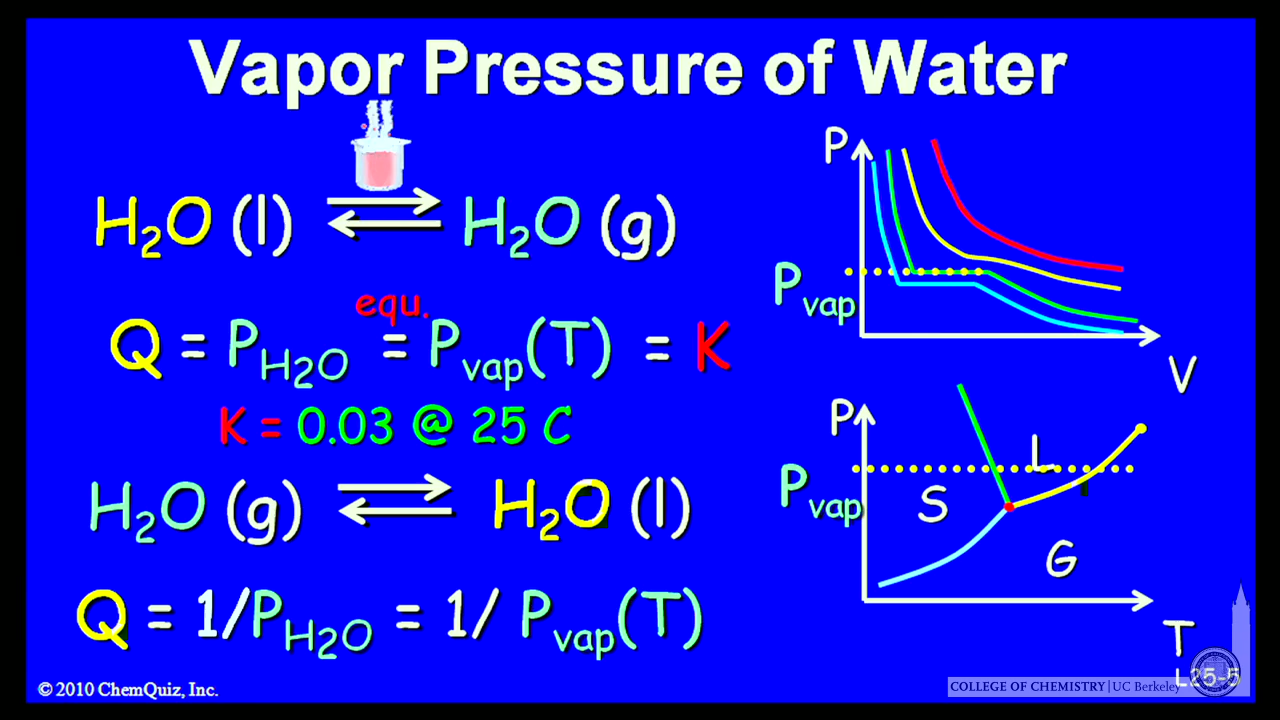 Vapor Pressure of Water
H₂O (l) ⇌ H₂O (g)
equ.
Q = P_H₂O = P_vap(T) = K
K = 0.03 @ 25 C
H₂O (g) ⇌ H₂O (l)
Q = 1/P_H₂O = 1/ P_vap(T)
P
P_vap
V
P
P_vap
L
S
G
T
L25-5
© 2010 ChemQuiz, Inc.
COLLEGE OF CHEMISTRY | UC Berkeley